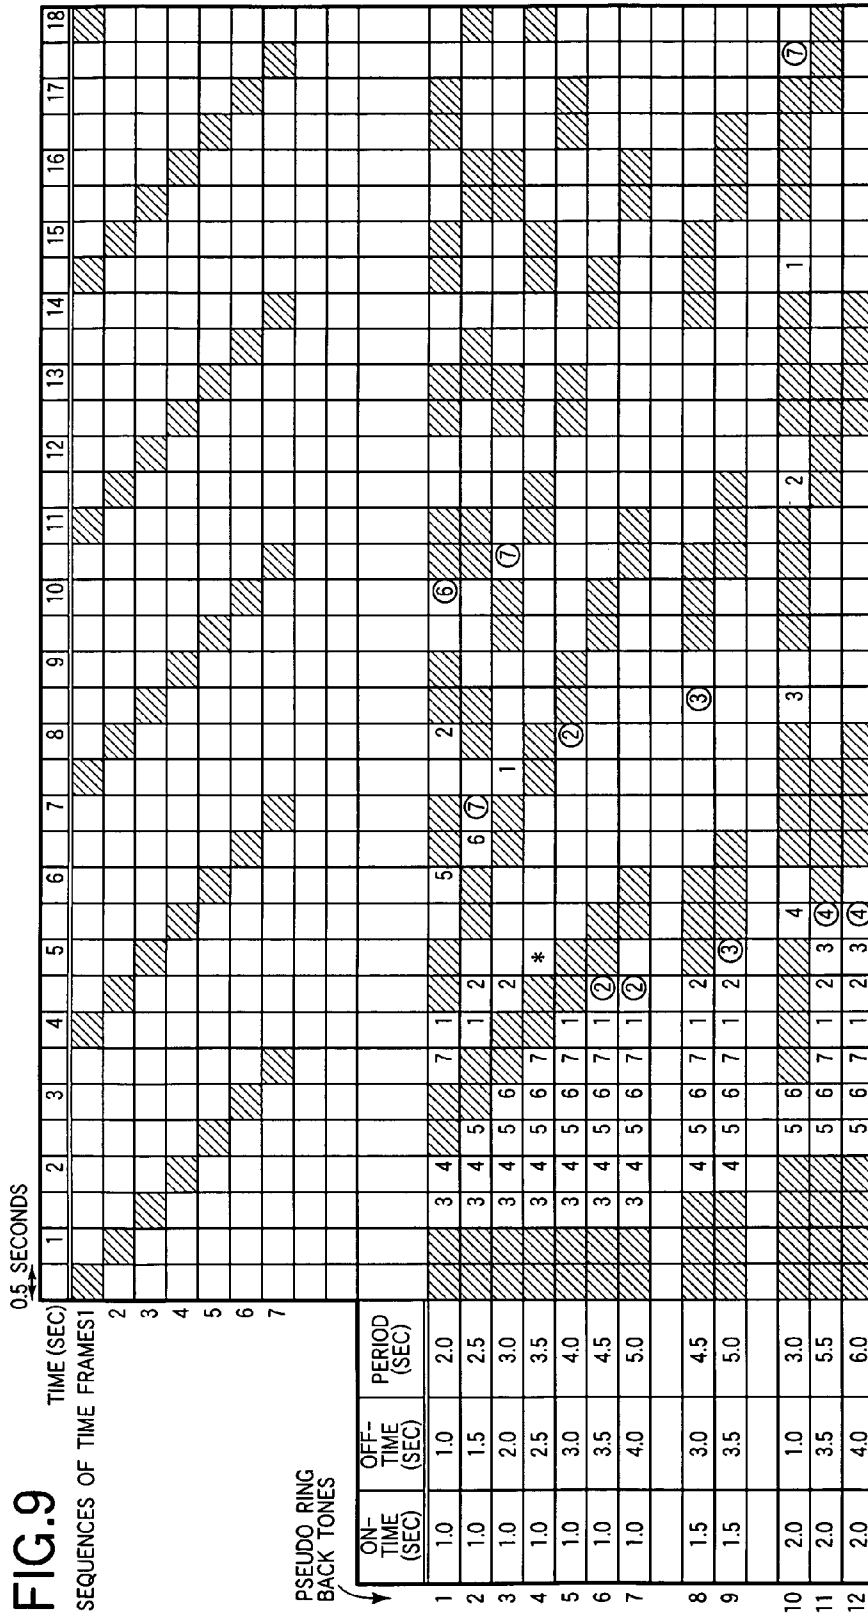 FIG.9
0.5 SECONDS
TIME (SEC) 1 2 3 4 5 6 7 8 9 10 11 12 13 14 15 16 17 18
SEQUENCES OF TIME FRAMES 1
2
3
4
5
6
7
PSEUDO RING
BACK TONES
ON-TIME (SEC) OFF-TIME (SEC) PERIOD (SEC)
1 1.0 1.0 2.0 3 4 7 1 5 2 ⑥
2 1.0 1.5 2.5 3 4 5 1 2 6 ⑦
3 1.0 2.0 3.0 3 4 5 6 2 1 ⑦
4 1.0 2.5 3.5 3 4 5 6 7 *
5 1.0 3.0 4.0 3 4 5 6 7 1 ②
6 1.0 3.5 4.5 3 4 5 6 7 1 ②
7 1.0 4.0 5.0 3 4 5 6 7 1 ②
8 1.5 3.0 4.5 4 5 6 7 1 2 ③
9 1.5 3.5 5.0 4 5 6 7 1 2 ③
10 2.0 1.0 3.0 5 6 4 3 2 1 ⑦
11 2.0 3.5 5.5 5 6 7 1 2 3 ④
12 2.0 4.0 6.0 5 6 7 1 2 3 ④